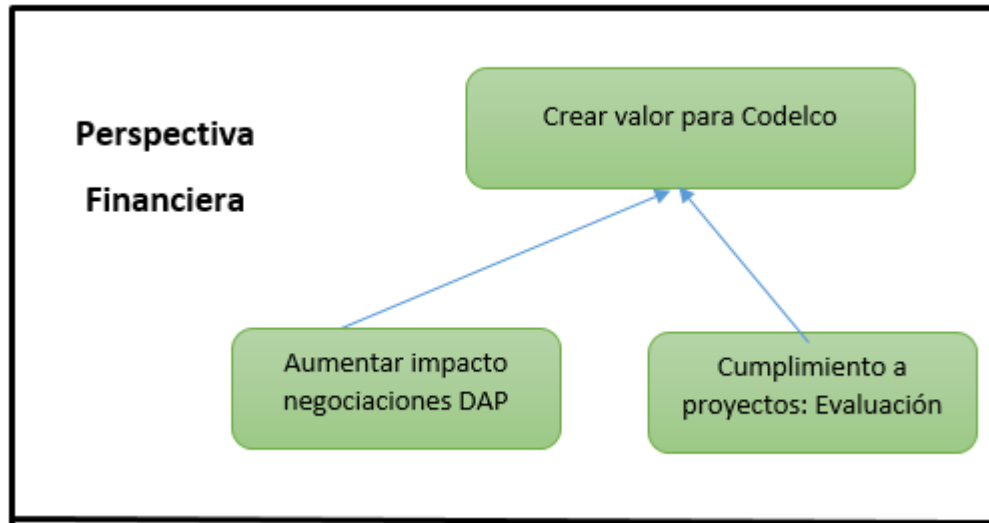 Perspectiva
Financiera
Crear valor para Codelco
Aumentar impacto
negociaciones DAP
Cumplimiento a
proyectos: Evaluación